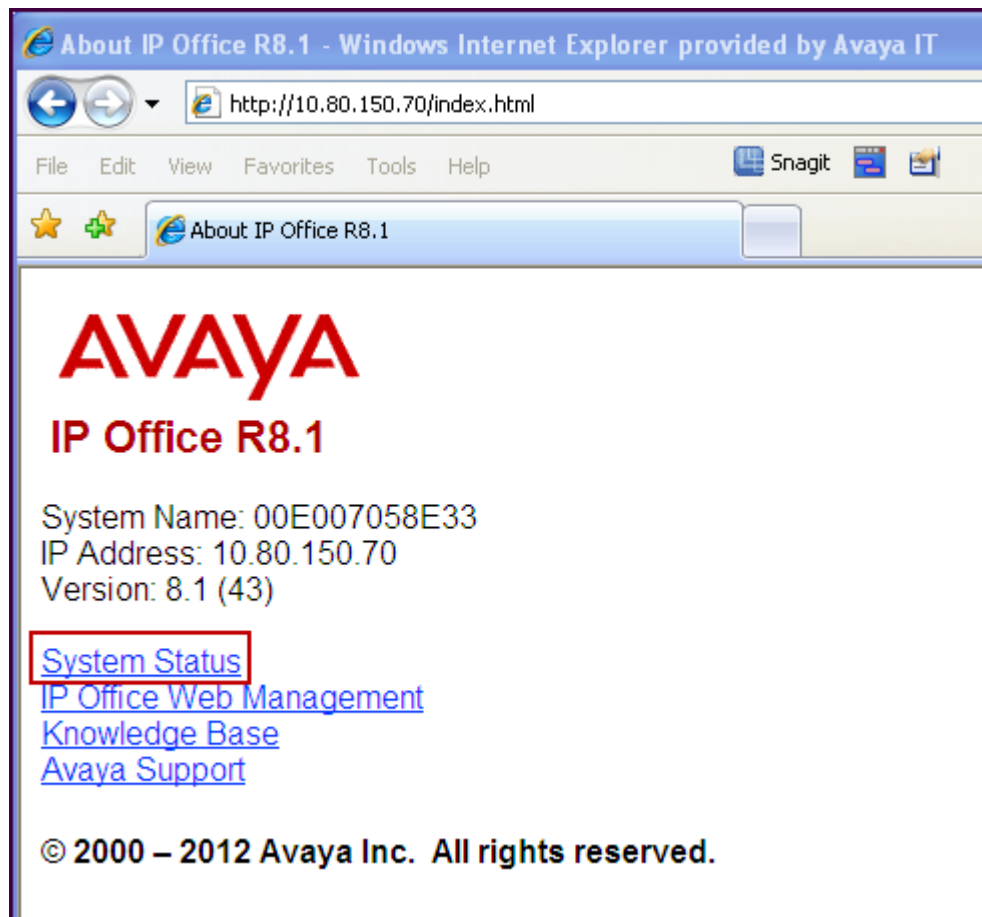 About IP Office R8.1 - Windows Internet Explorer provided by Avaya IT
http://10.80.150.70/index.html
File Edit View Favorites Tools Help Snagit
About IP Office R8.1
AVAYA
IP Office R8.1
System Name: 00E007058E33
IP Address: 10.80.150.70
Version: 8.1 (43)
System Status
IP Office Web Management
Knowledge Base
Avaya Support
© 2000 – 2012 Avaya Inc. All rights reserved.